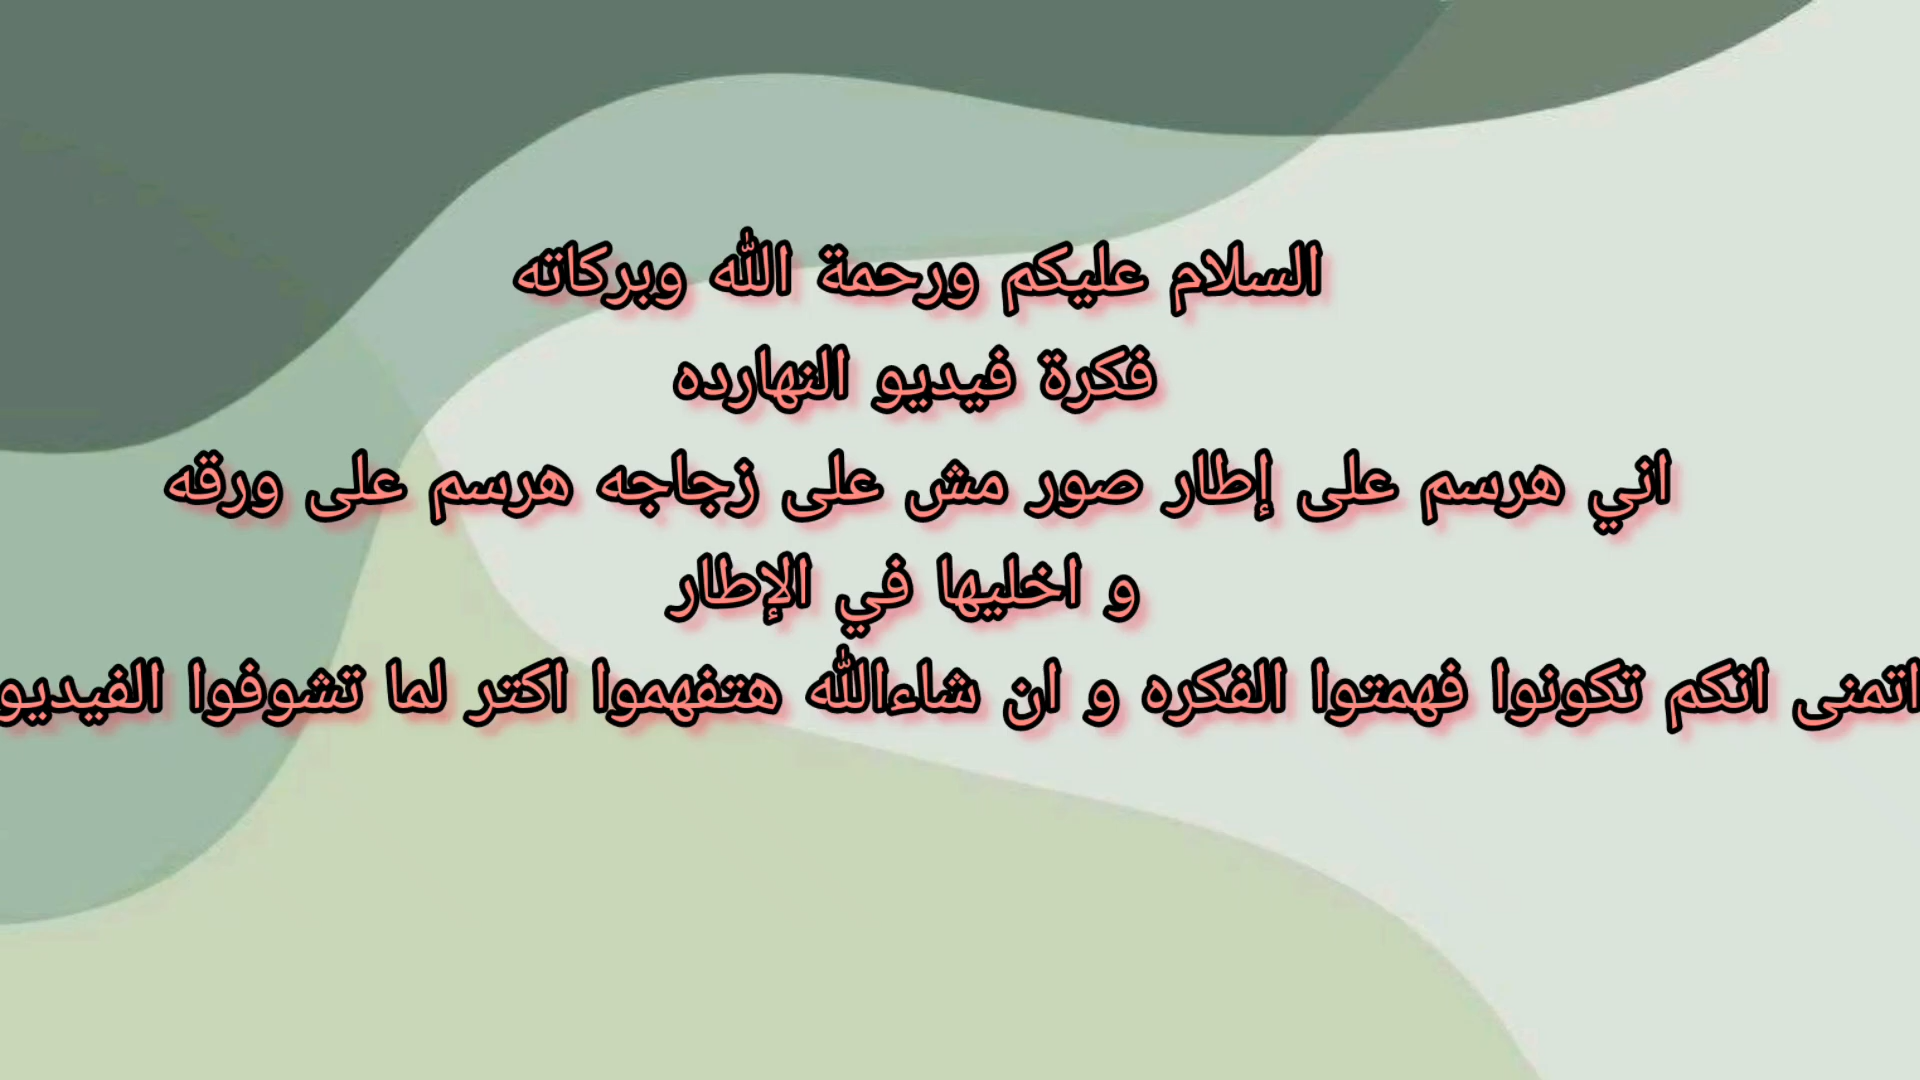 السلام عليكم ورحمة الله وبركاته
فكرة فيديو النهارده
اني هرسم على إطار صور مش على زجاجه هرسم على ورقه
و اخليها في الإطار
اتمنى انكم تكونوا فهمتوا الفكره و ان شاءالله هتفهموا اكتر لما تشوفوا الفيديو